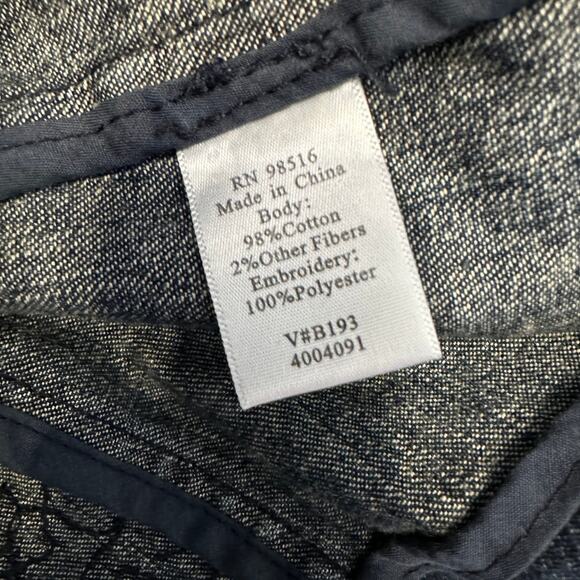 RN 98516
Made in China
Body:
98%Cotton
2%Other Fibers
Embroidery:
100%Polyester
V#B193
4004091